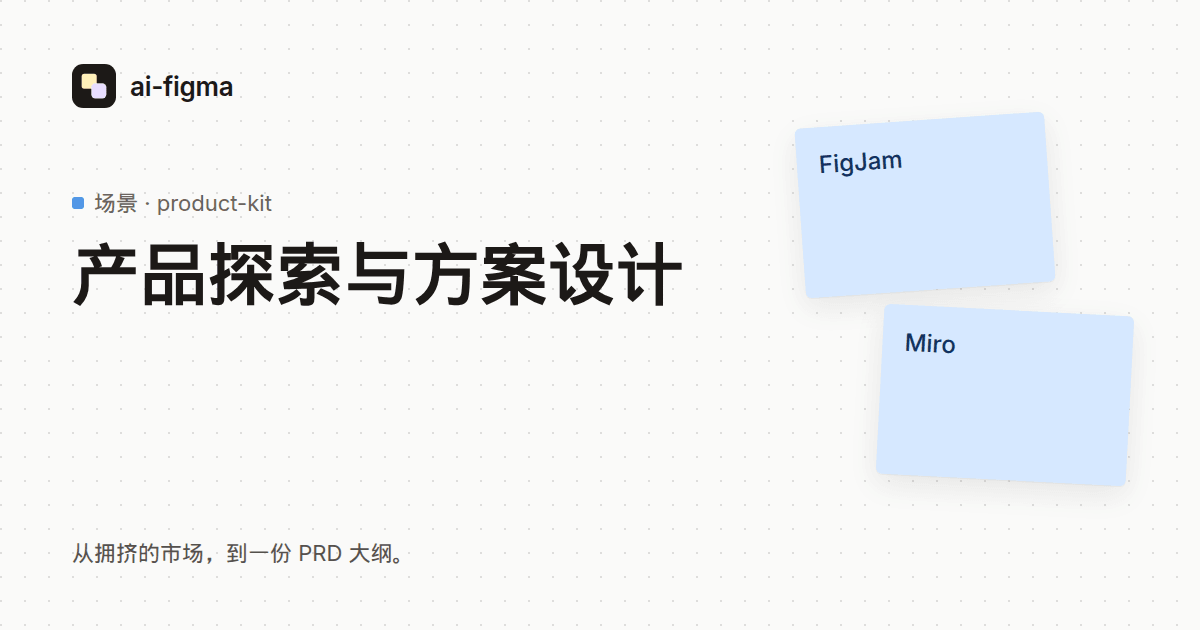 ai-figma
场景 · product-kit
产品探索与方案设计
FigJam
Miro
从拥挤的市场，到一份 PRD 大纲。